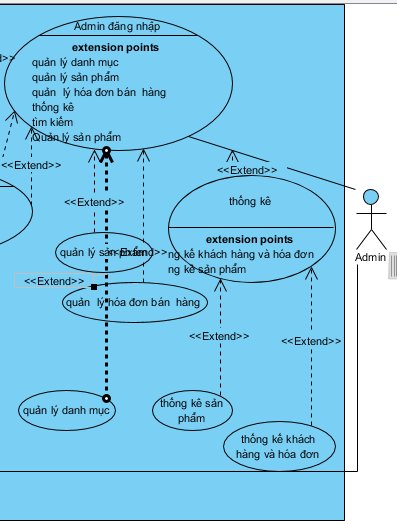 Admin đăng nhập
extension points
quản lý danh mục
quản lý sản phẩm
quản lý hóa đơn bán hàng
thống kê
tìm kiếm
Quản lý sản phẩm
<<Extend>>
<<Extend>>
<<Extend>>
thống kê
extension points
ng kê khách hàng và hóa đơn
ng kê sản phẩm
Admin
quản lý sản phẩm
<<Extend>>
<<Extend>>
quản lý hóa đơn bán hàng
<<Extend>>
<<Extend>>
quản lý danh mục
thống kê sản
phẩm
thống kê khách
hàng và hóa đơn